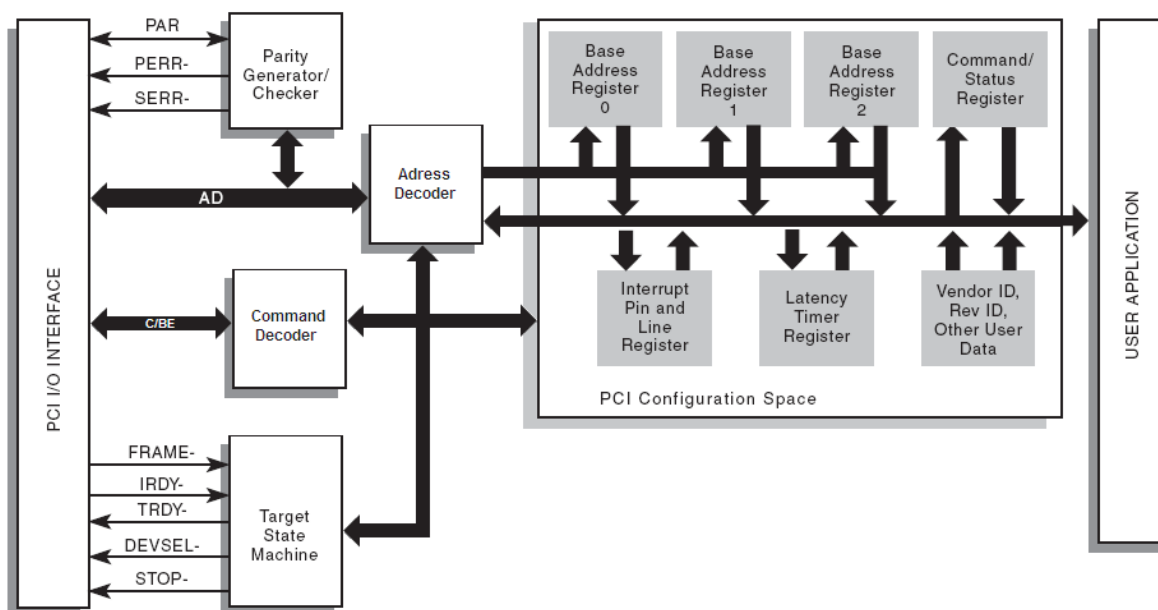 PCI I/O INTERFACE
PAR
PERR-
SERR-
Parity
Generator/
Checker
AD
Adress
Decoder
C/BE
Command
Decoder
FRAME-
IRDY-
TRDY-
DEVSEL-
STOP-
Target
State
Machine
Base
Address
Register
0
Base
Address
Register
1
Base
Address
Register
2
Command/
Status
Register
Interrupt
Pin and
Line
Register
Latency
Timer
Register
Vendor ID,
Rev ID,
Other User
Data
PCI Configuration Space
USER APPLICATION